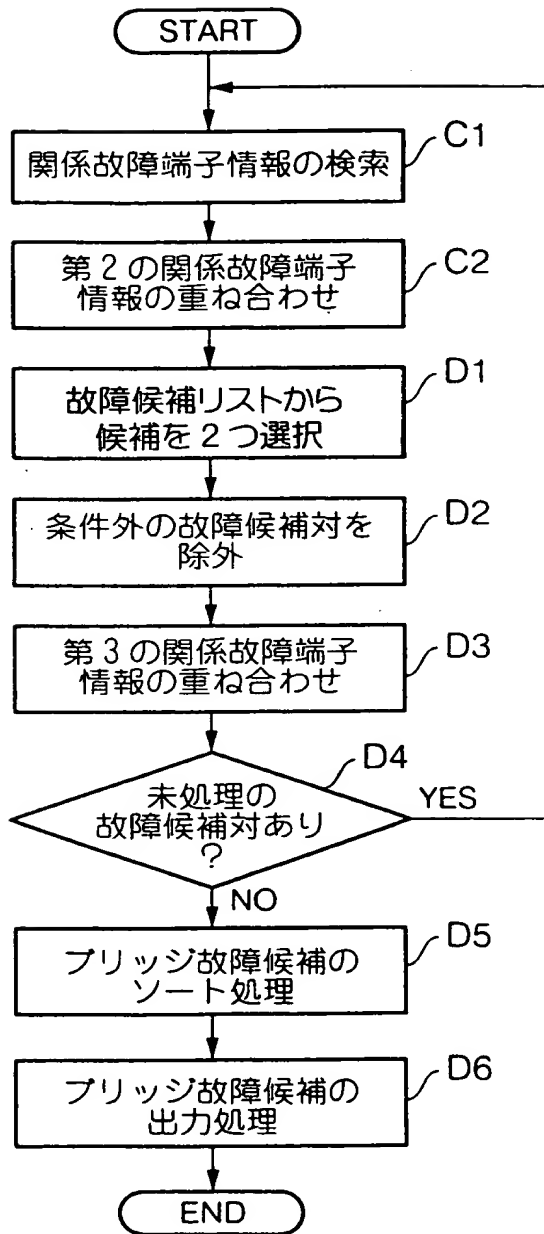 START
関係故障端子情報の検索
C1
第2の関係故障端子
情報の重ね合わせ
C2
故障候補リストから
候補を2つ選択
D1
条件外の故障候補対を
除外
D2
第3の関係故障端子
情報の重ね合わせ
D3
未処理の
故障候補対あり
?
D4
YES
NO
ブリッジ故障候補の
ソート処理
D5
ブリッジ故障候補の
出力処理
D6
END